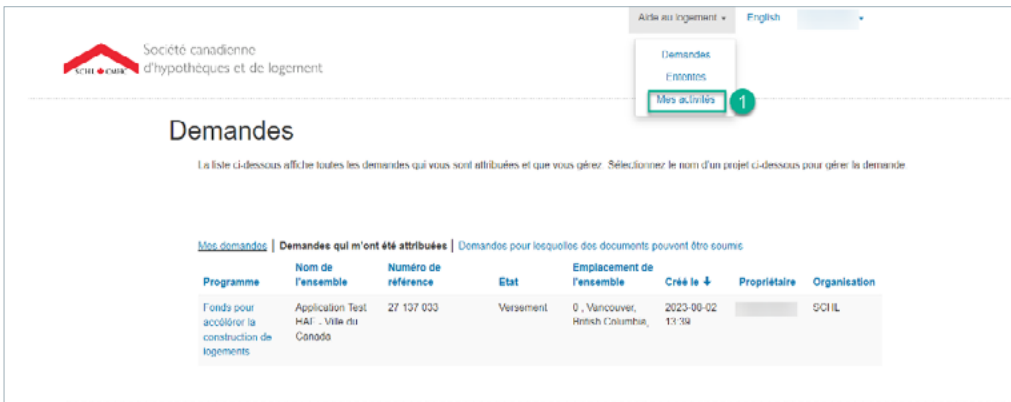 Aide au logement English
SCHL CMHC
Société canadienne
d'hypothèques et de logement
Demandes
Ententes
Mes activités 1
Demandes
La liste ci-dessous affiche toutes les demandes qui vous sont attribuées et que vous gérez. Sélectionnez le nom d'un projet ci-dessous pour gérer la demande
Mes demandes | Demandes qui m'ont été attribuées | Demandes pour lesquelles des documents peuvent être soumis
Programme Nom de l'ensemble Numéro de référence État Emplacement de l'ensemble Créé le Propriétaire Organisation
Fonds pour Application Test 27 137 033 Versement 0 , Vancouver, SCHL
accélérer la HAF - Ville du British Columbia, 13:39
construction de Canada
logements